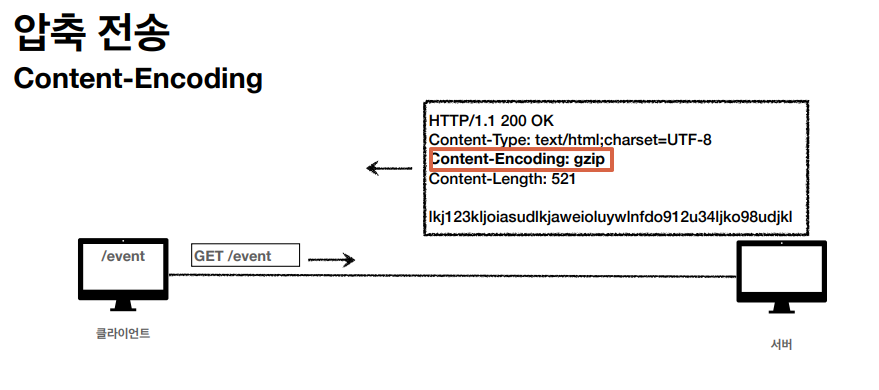 압축 전송
Content-Encoding
HTTP/1.1 200 OK
Content-Type: text/html;charset=UTF-8
Content-Encoding: gzip
Content-Length: 521
lkj123kljoiasudlkjaweioluywlnfdo912u34ljko98udjkl
/event
GET /event
클라이언트
서버